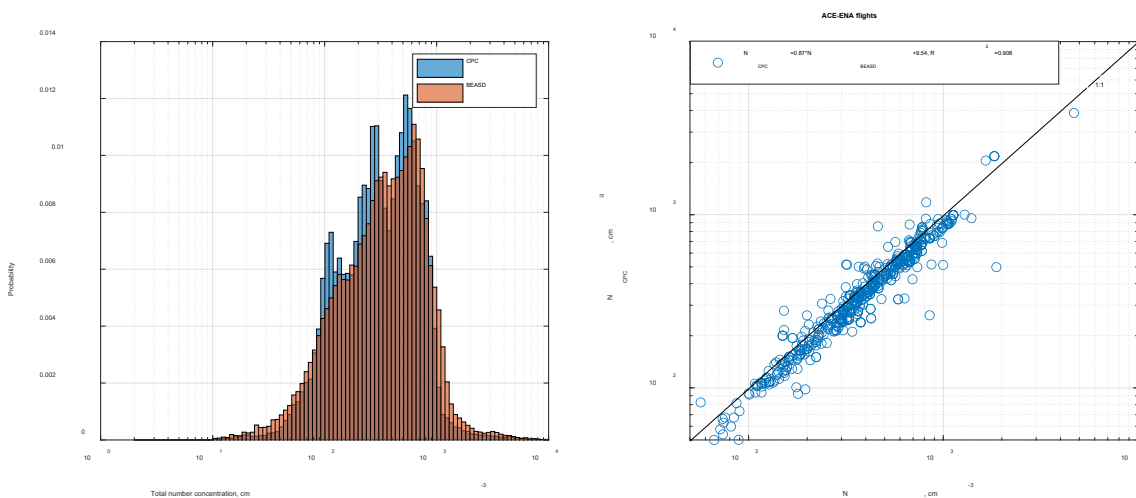 ACE-ENA flights
0.014
0.012
0.01
0.008
0.006
0.004
0.002
0
Probability
CPC
BEASD
10 0
10 1
10 2
10 3
10 4
Total number concentration, cm -3
N CPC =0.87*N BEASD +9.54, R 2 =0.908
1:1
10 4
10 3
10 2
N CPC , cm -3
10 2
10 3
10 4
N , cm -3